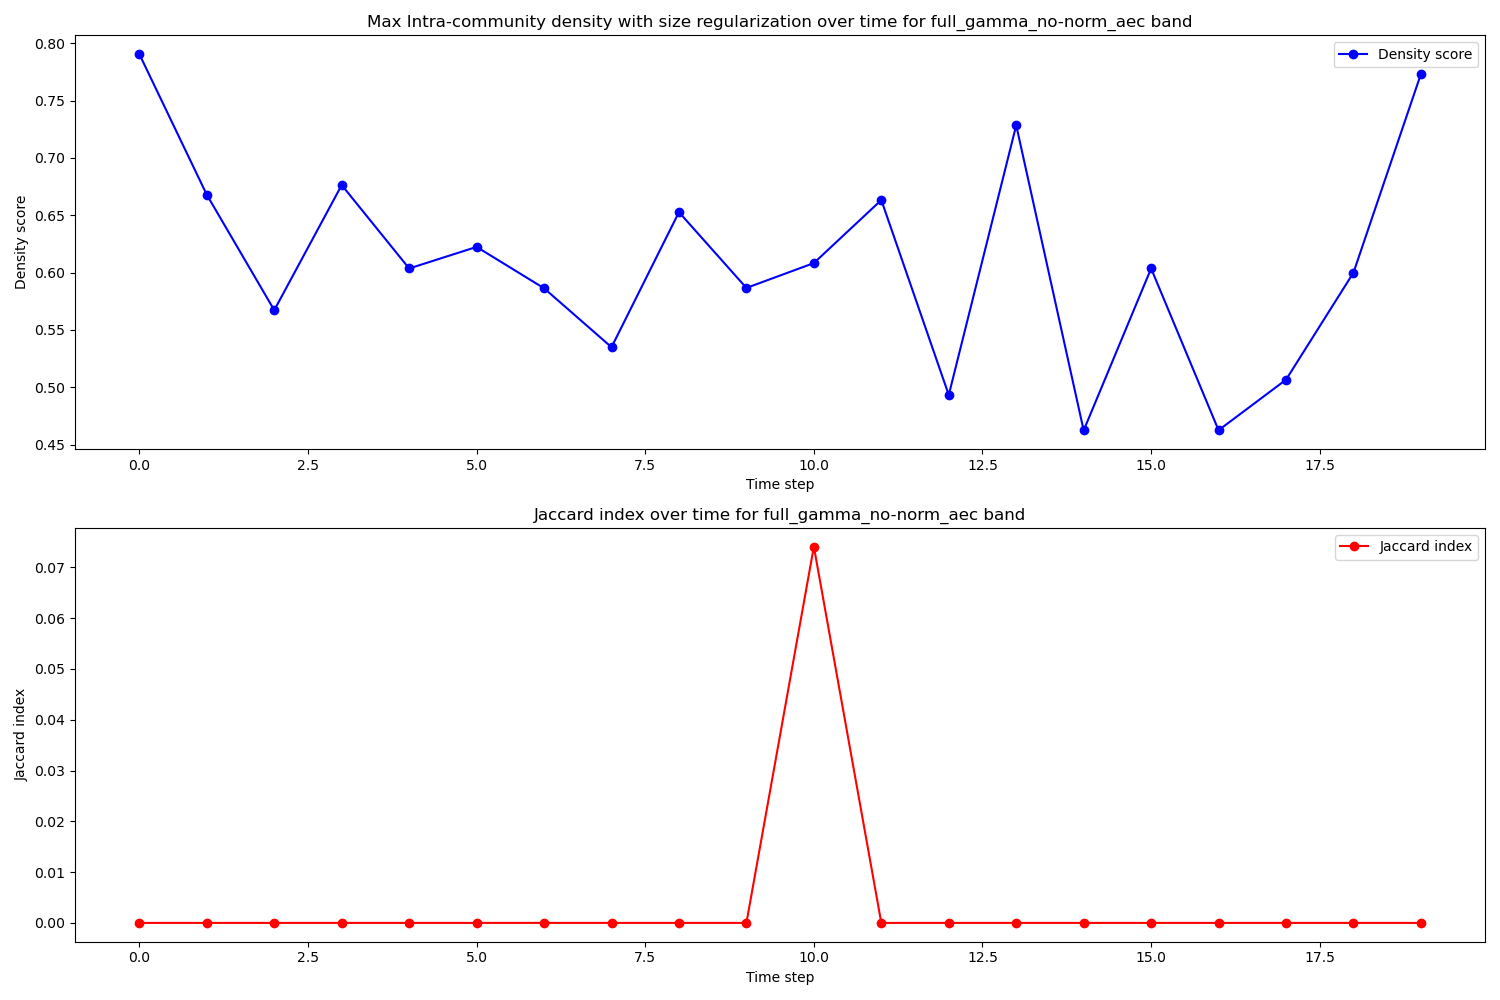 Max Intra-community density with size regularization over time for full_gamma_no-norm_aec band
Density score
0.80
0.75
0.70
0.65
0.60
0.55
0.50
0.45
Density score
0.0 2.5 5.0 7.5 10.0 12.5 15.0 17.5
Time step
Jaccard index over time for full_gamma_no-norm_aec band
Jaccard index
0.07
0.06
0.05
0.04
0.03
0.02
0.01
0.00
Jaccard index
0.0 2.5 5.0 7.5 10.0 12.5 15.0 17.5
Time step